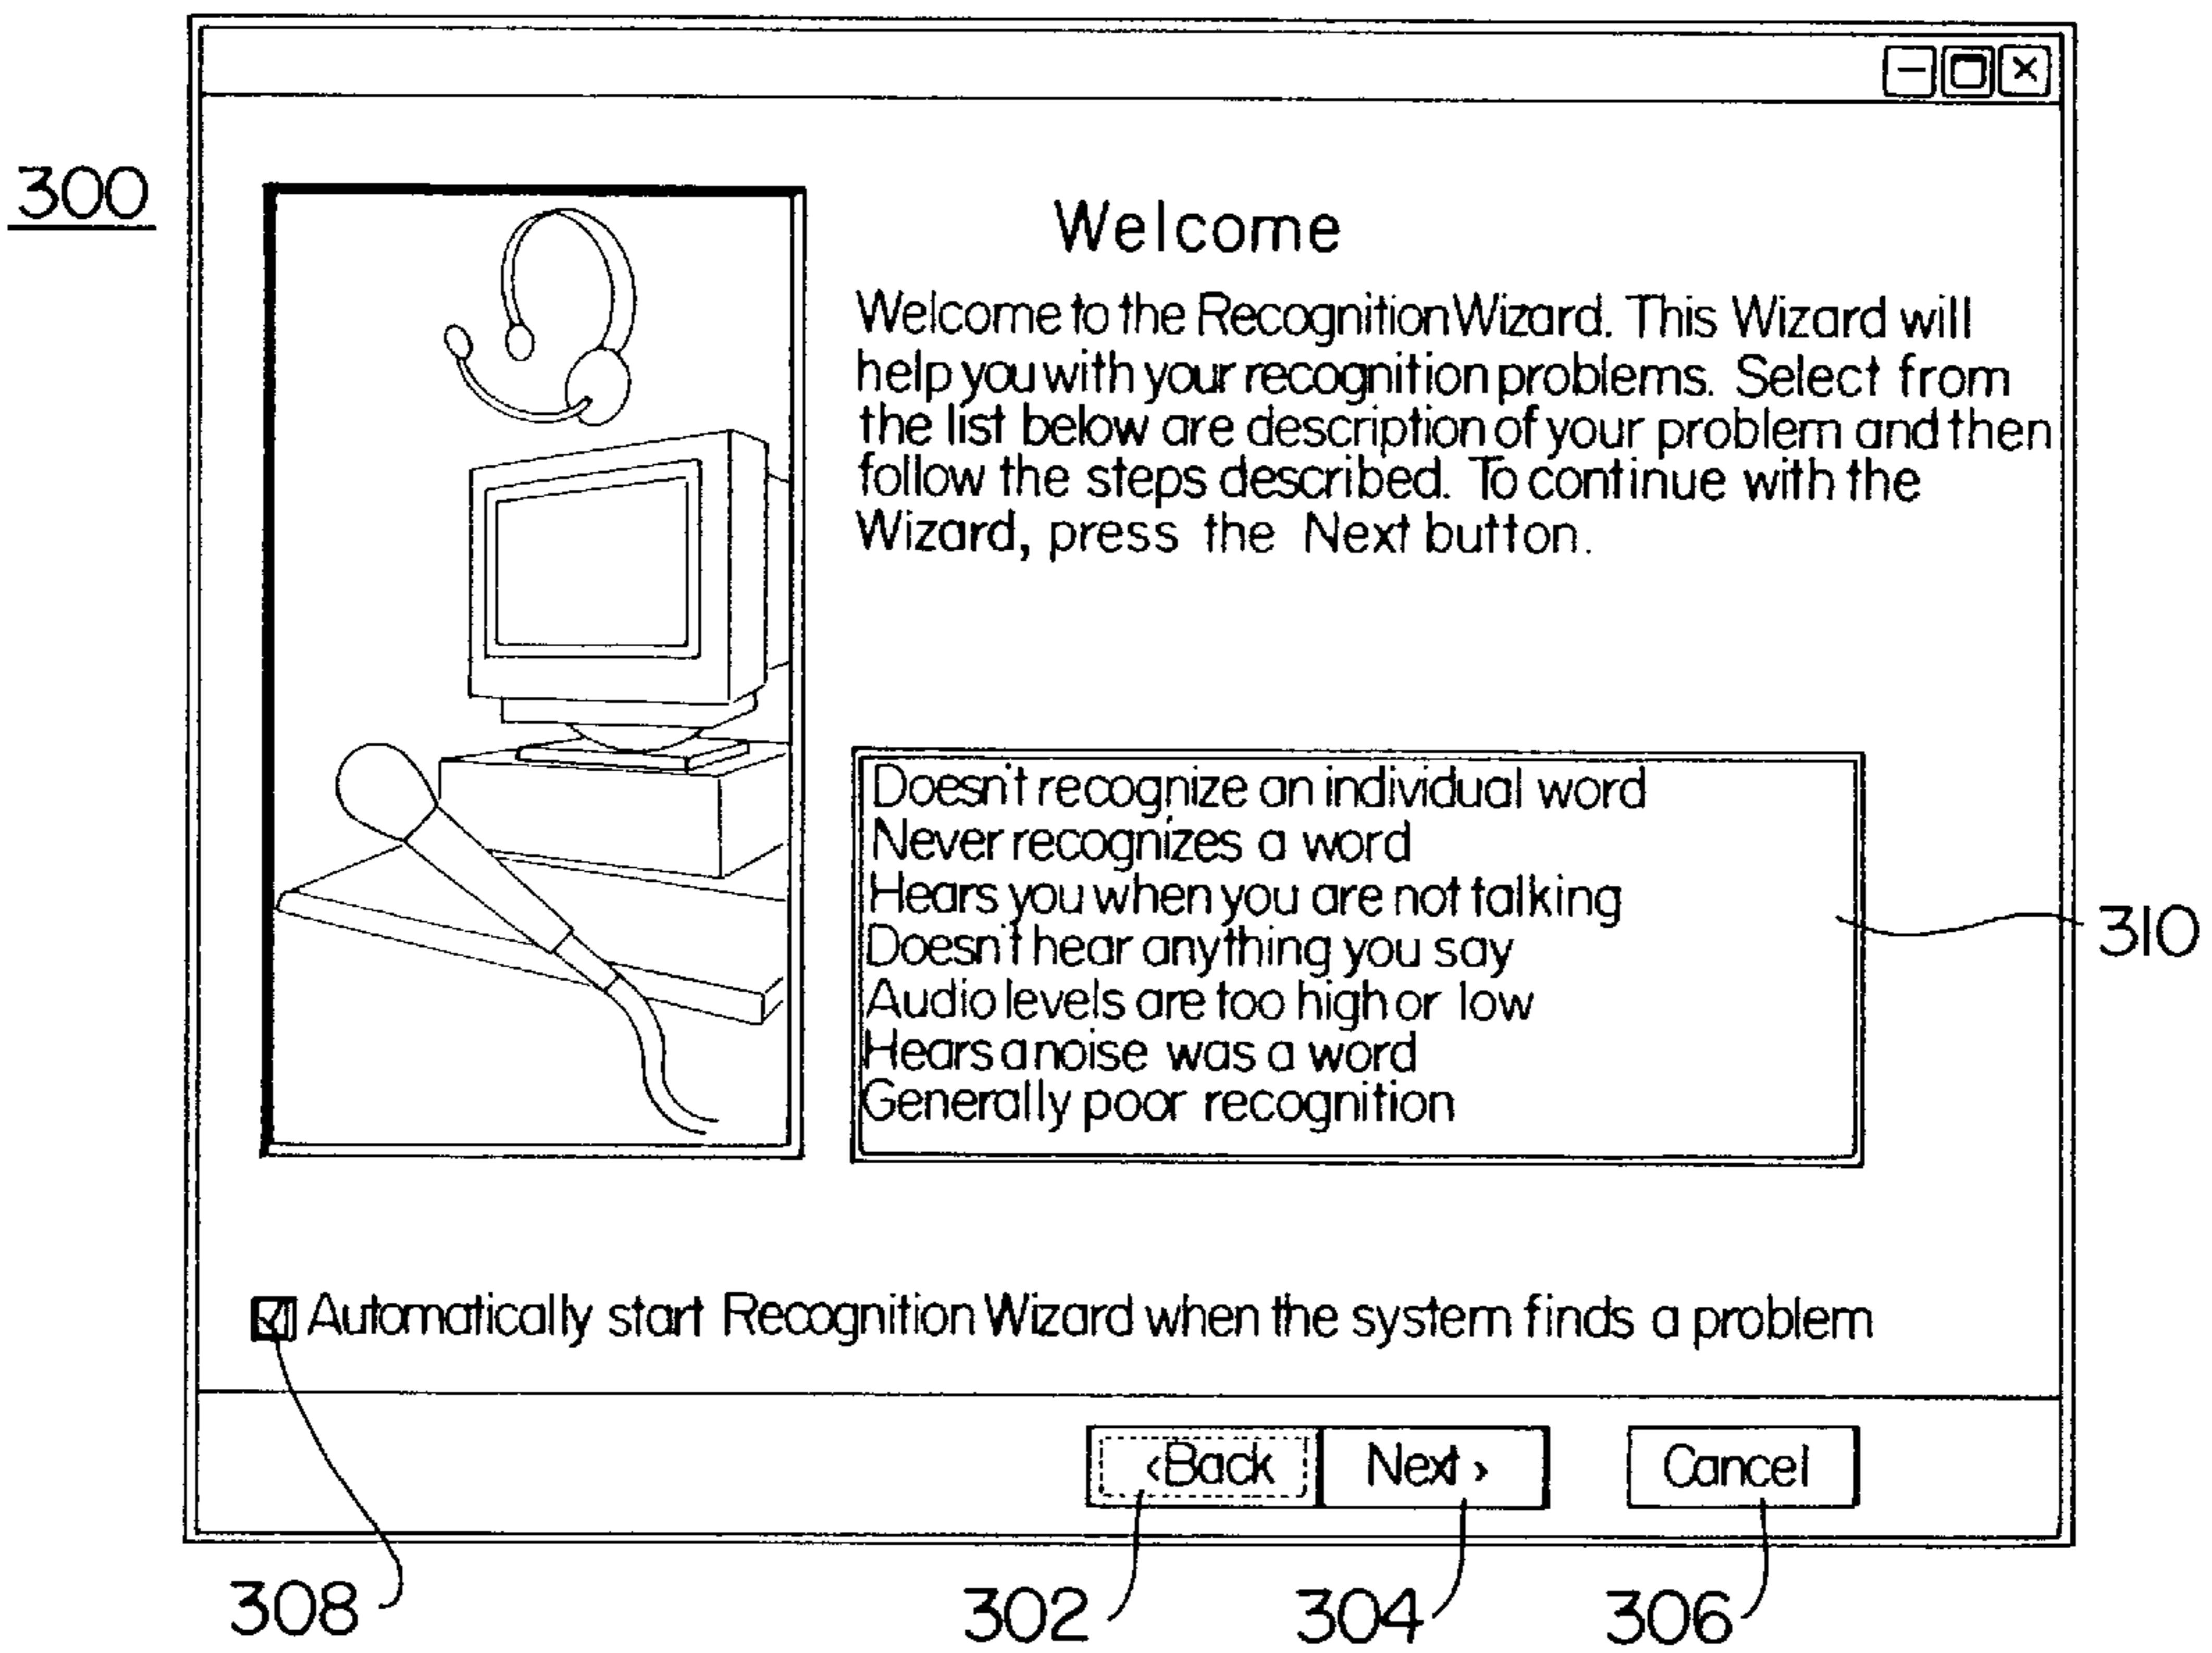 300
Welcome
Welcome to the Recognition Wizard. This Wizard will
help you with your recognition problems. Select from
the list below are description of your problem and then
follow the steps described. To continue with the
Wizard, press the Next button.
Doesn't recognize an individual word
Never recognizes a word
Hears you when you are not talking
Doesn't hear anything you say
Audio levels are too high or low
Hears a noise was a word
Generally poor recognition
310
Automatically start Recognition Wizard when the system finds a problem
‹Back Next › Cancel
308 302 304 306